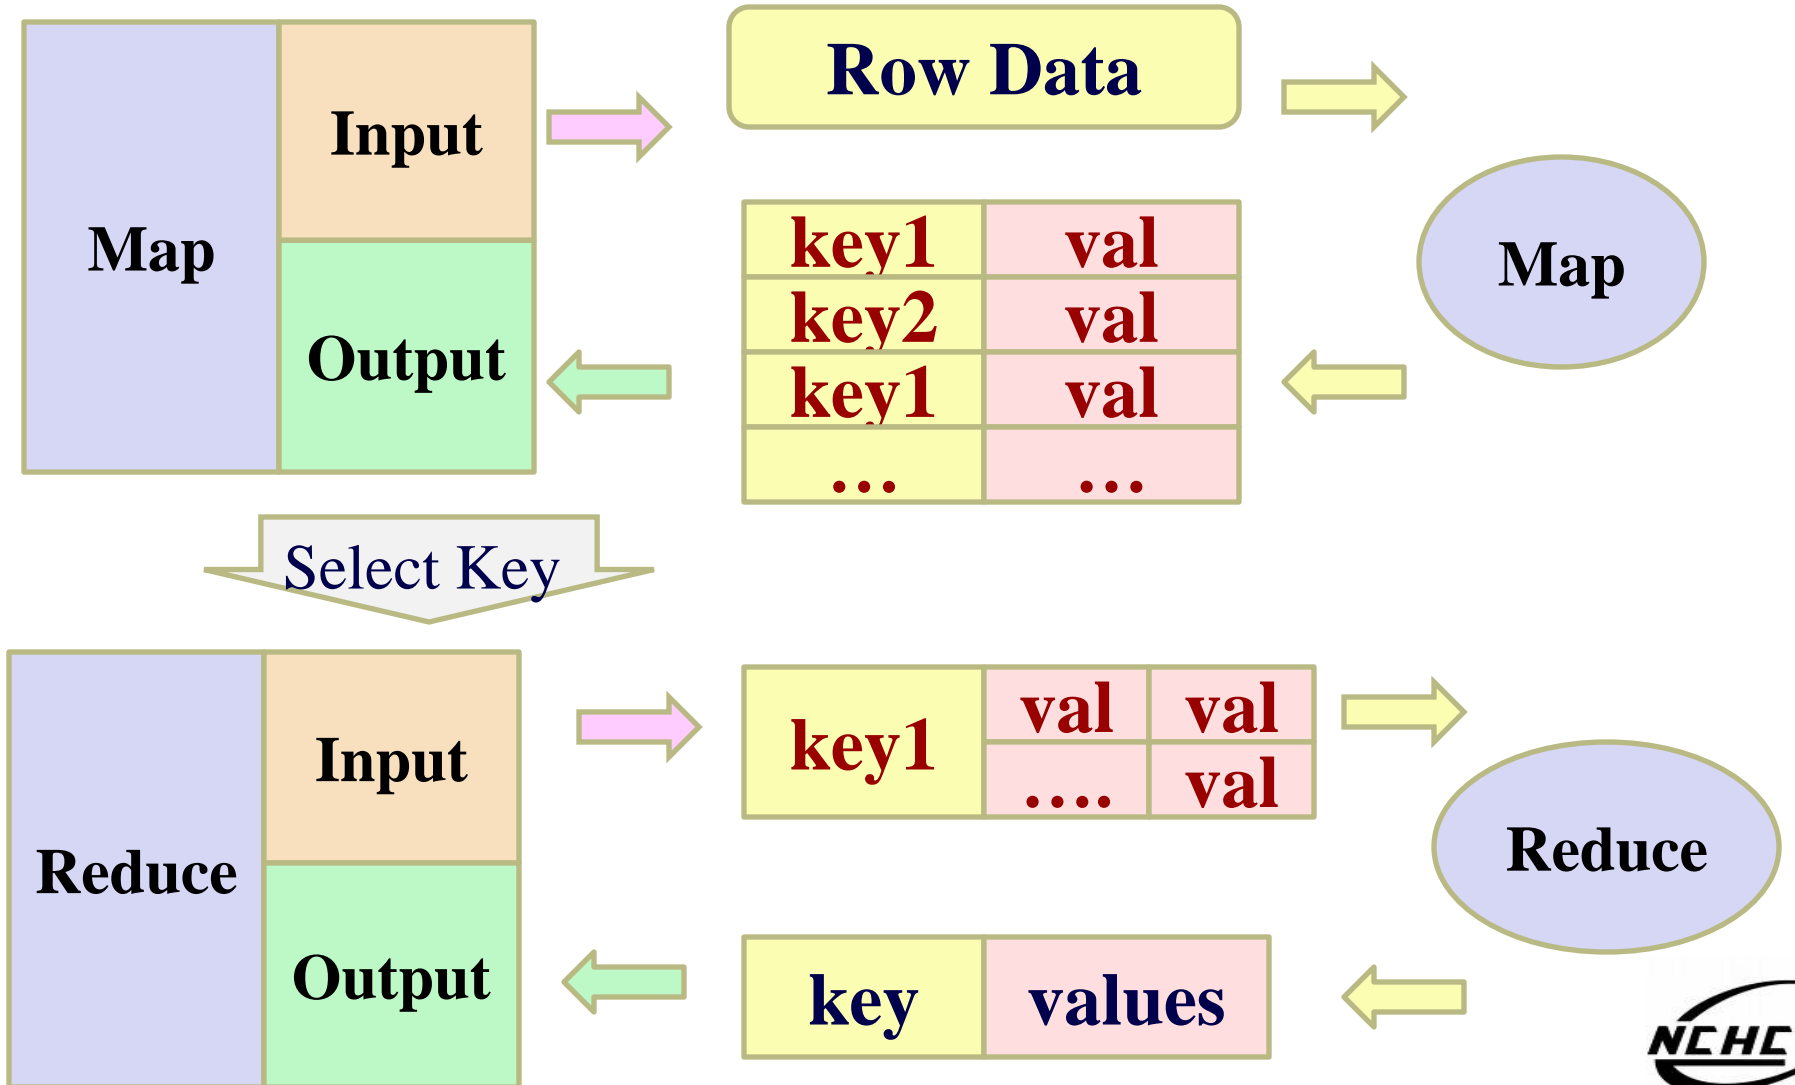 Map
Input
Output
Row Data
key1 val
key2 val
key1 val
... ...
Map
Select Key
Reduce
Input
Output
key1
val val
.... val
key values
Reduce
NCHC